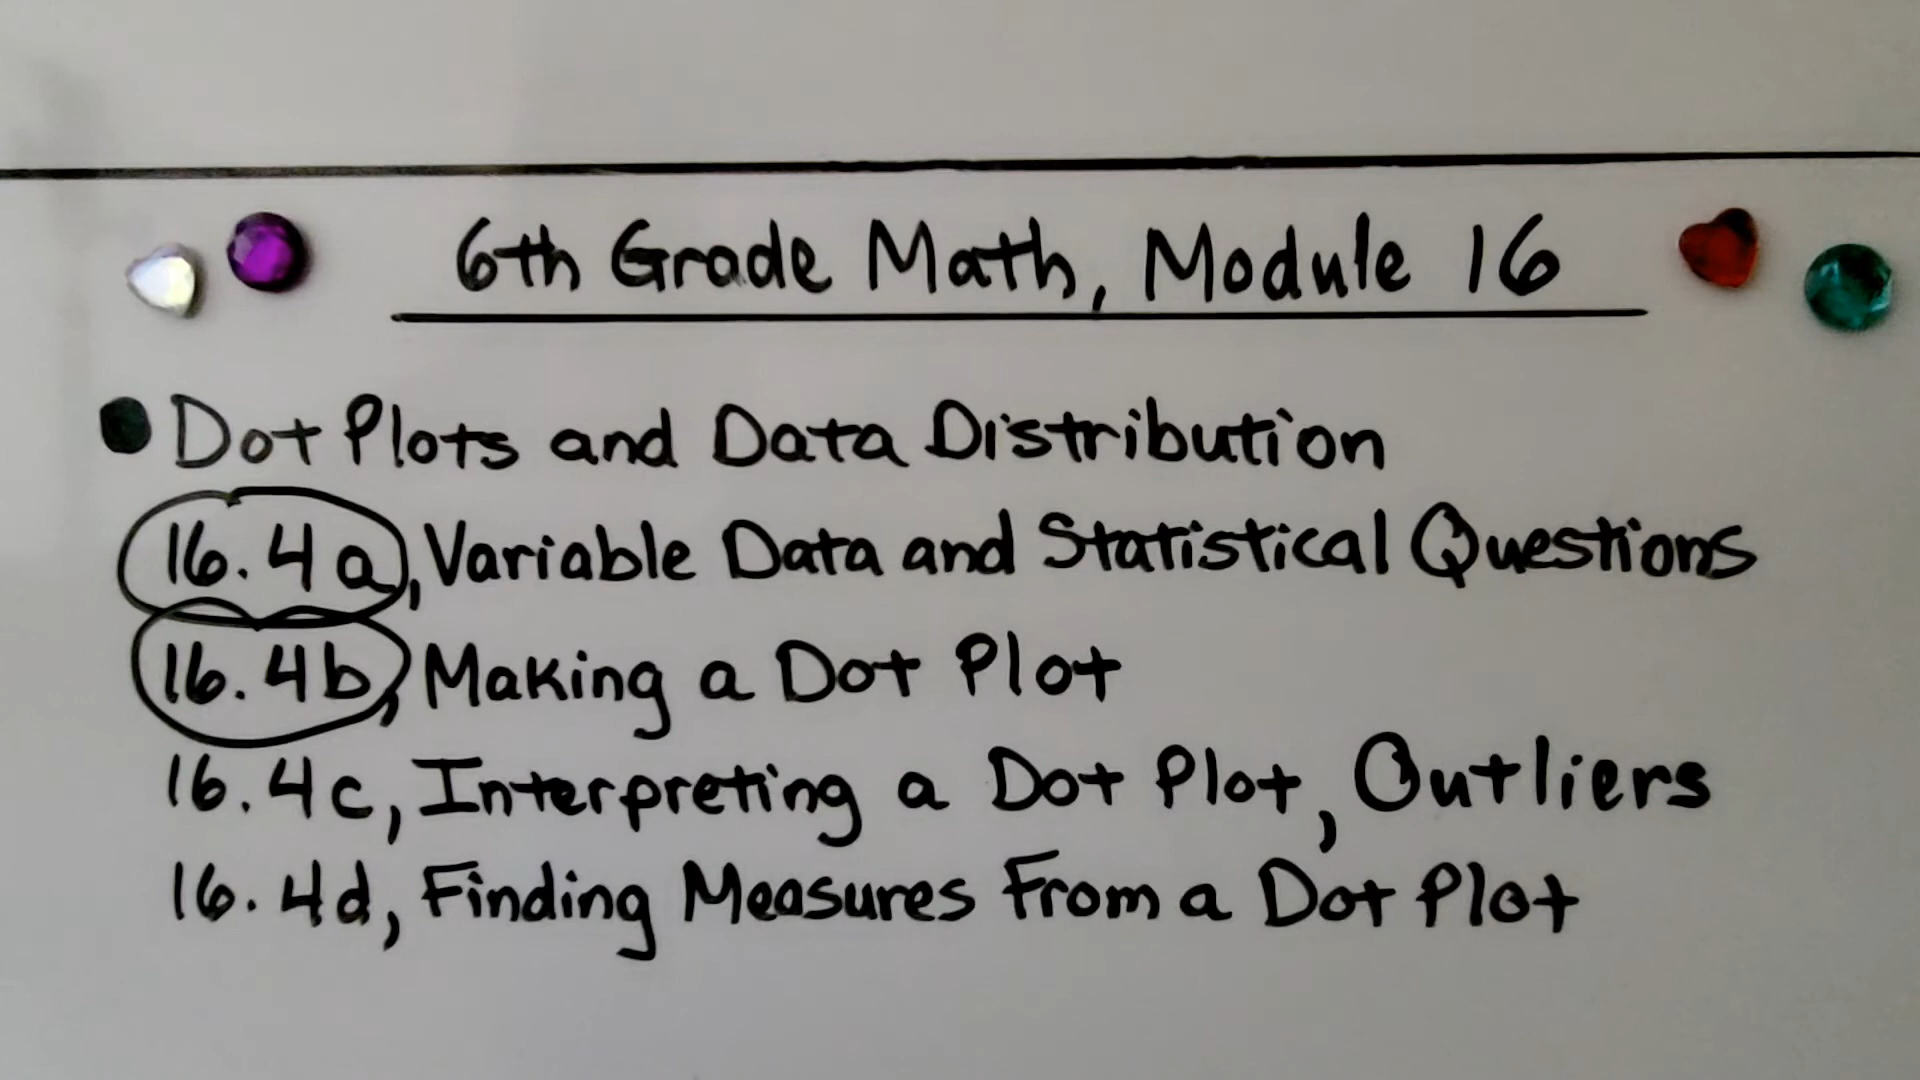 6th Grade Math, Module 16
Dot Plots and Data Distribution
16.4a, Variable Data and Statistical Questions
16.4b, Making a Dot Plot
16.4c, Interpreting a Dot Plot, Outliers
16.4d, Finding Measures From a Dot Plot